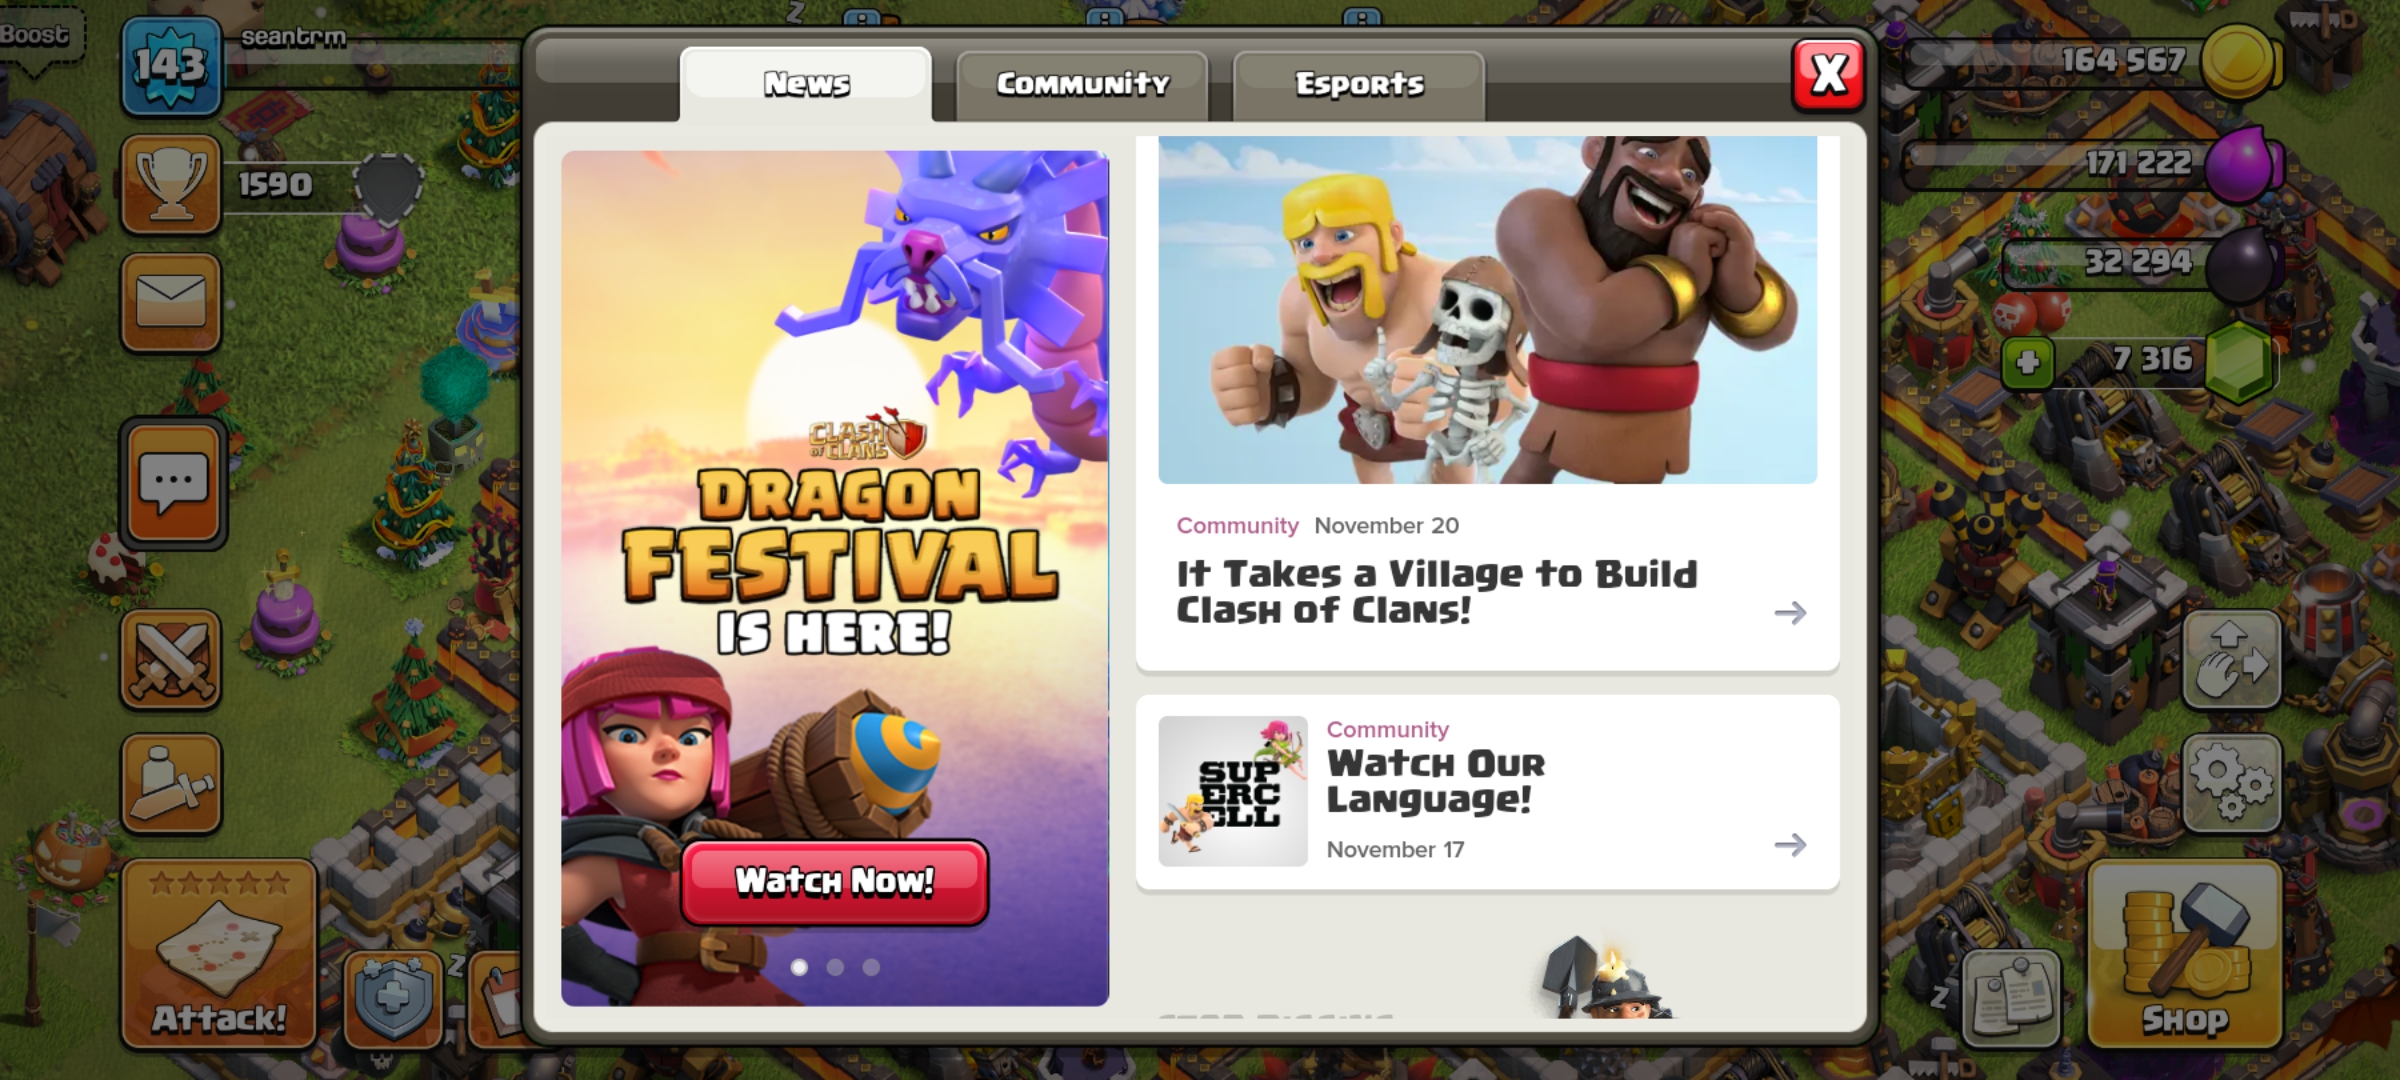 Boost
143
seantrm
1590
Attack!
News
Community
Esports
X
CLASH
OF CLANS
DRAGON
FESTIVAL
IS HERE!
Watch Now!
Community November 20
It Takes a Village to Build
Clash of Clans!
Community
Watch Our
Language!
November 17
SUP
ERC
ELL
164 567
171 222
32 294
7 316
Shop
Z
Z
Z